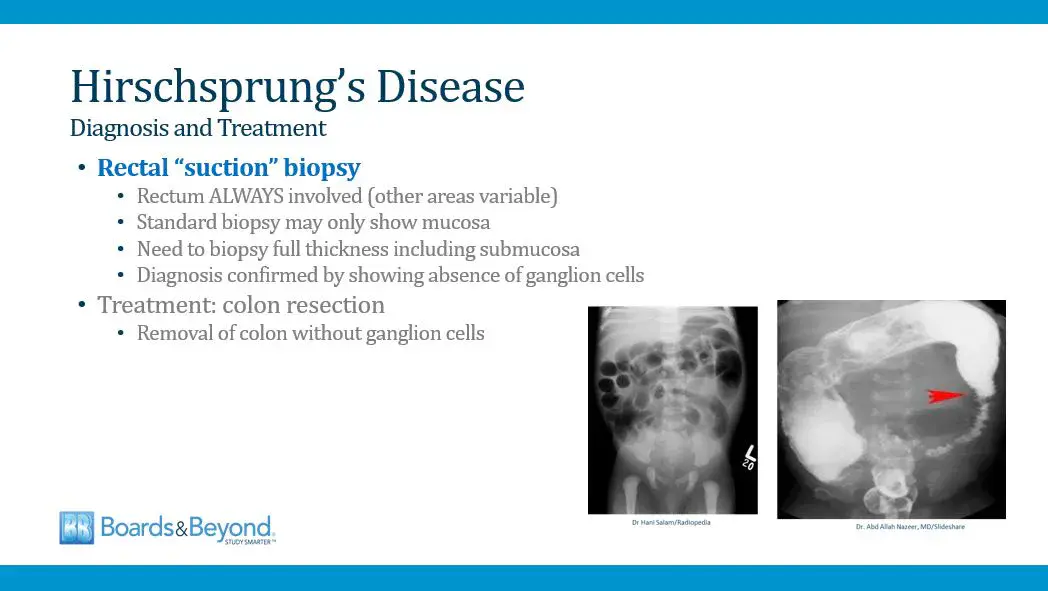 Hirschsprung's Disease
Diagnosis and Treatment
• Rectal “suction” biopsy
• Rectum ALWAYS involved (other areas variable)
• Standard biopsy may only show mucosa
• Need to biopsy full thickness including submucosa
• Diagnosis confirmed by showing absence of ganglion cells
• Treatment: colon resection
• Removal of colon without ganglion cells
L
20
Dr Hani Salam/Radiopedia
Dr. Abd Allah Nazeer, MD/Slideshare
BB Boards&Beyond.
STUDY SMARTER™